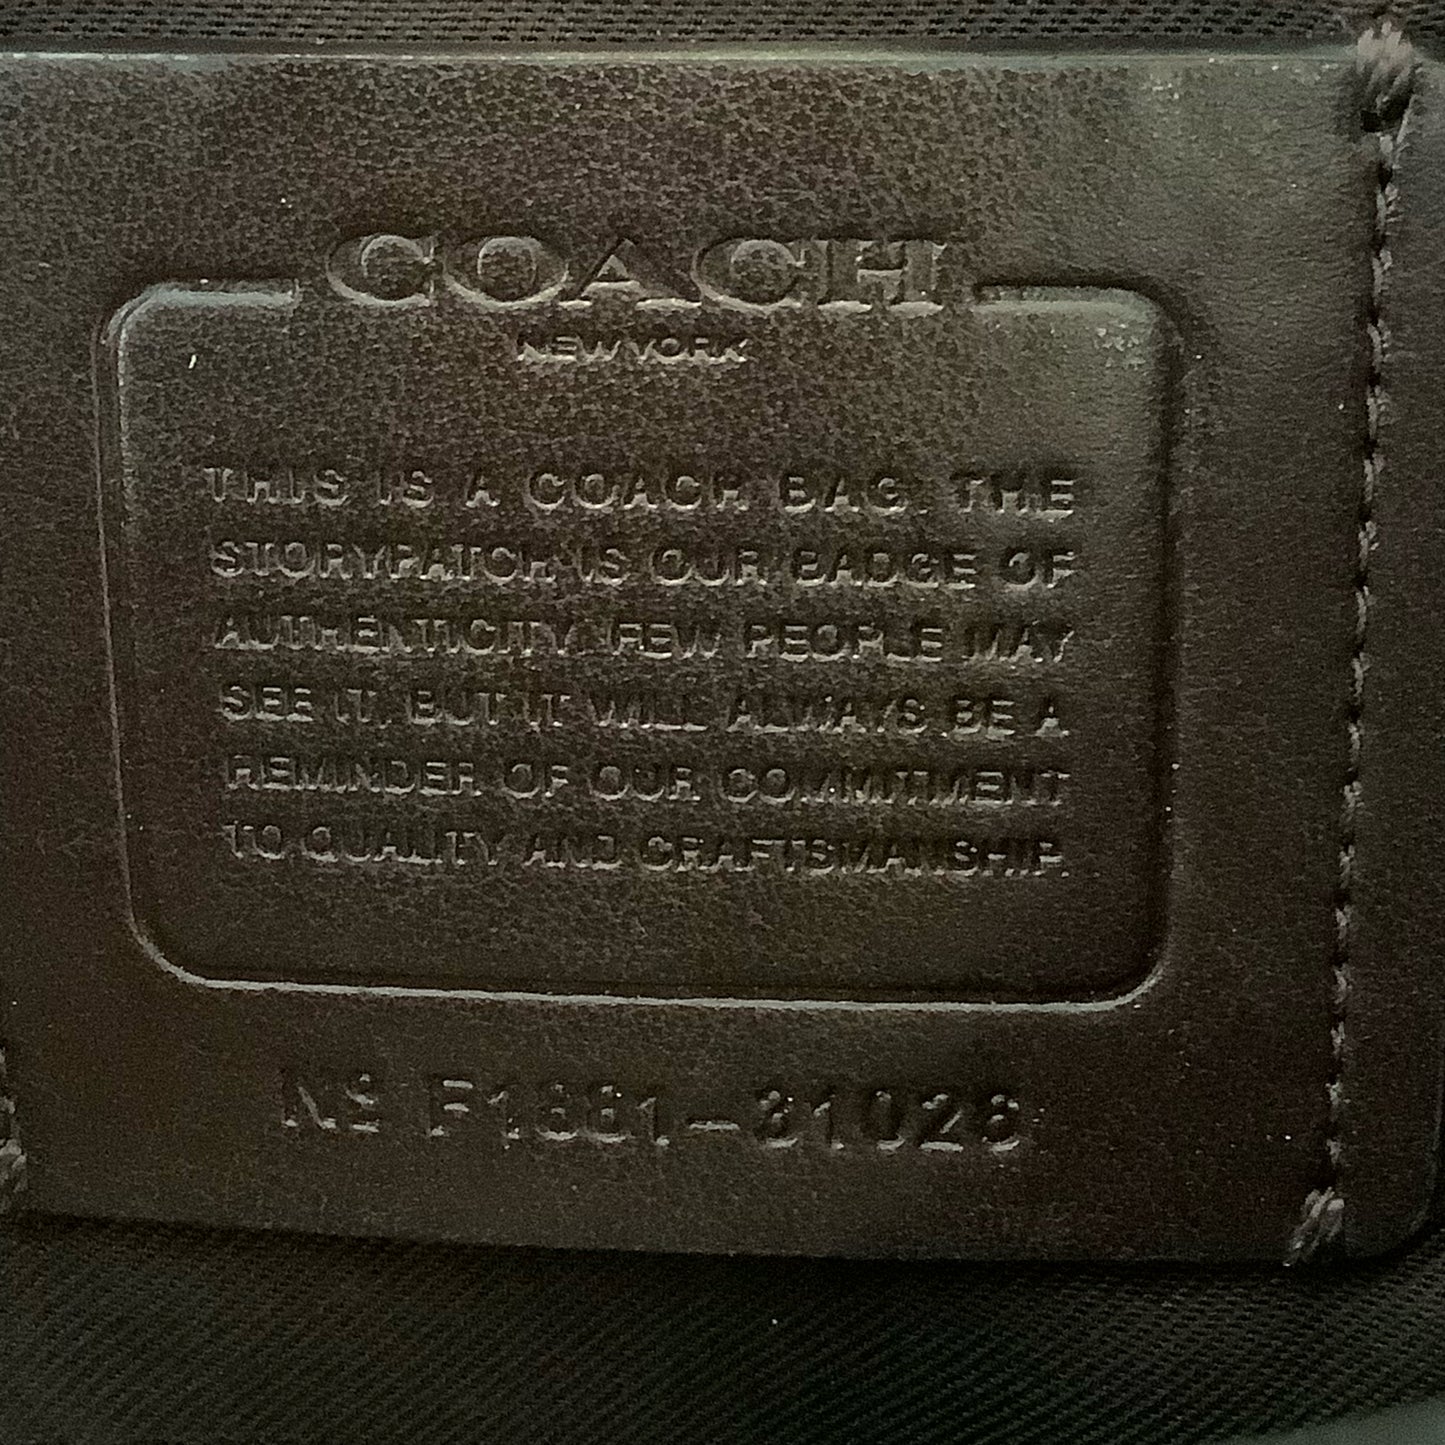 COACH
NEW YORK
THIS IS A COACH BAG. THE
STORYPATCH IS OUR BADGE OF
AUTHENTICITY. FEW PEOPLE MAY
SEE IT, BUT IT WILL ALWAYS BE A
REMINDER OF OUR COMMITMENT
TO QUALITY AND CRAFTSMANSHIP.
Nº